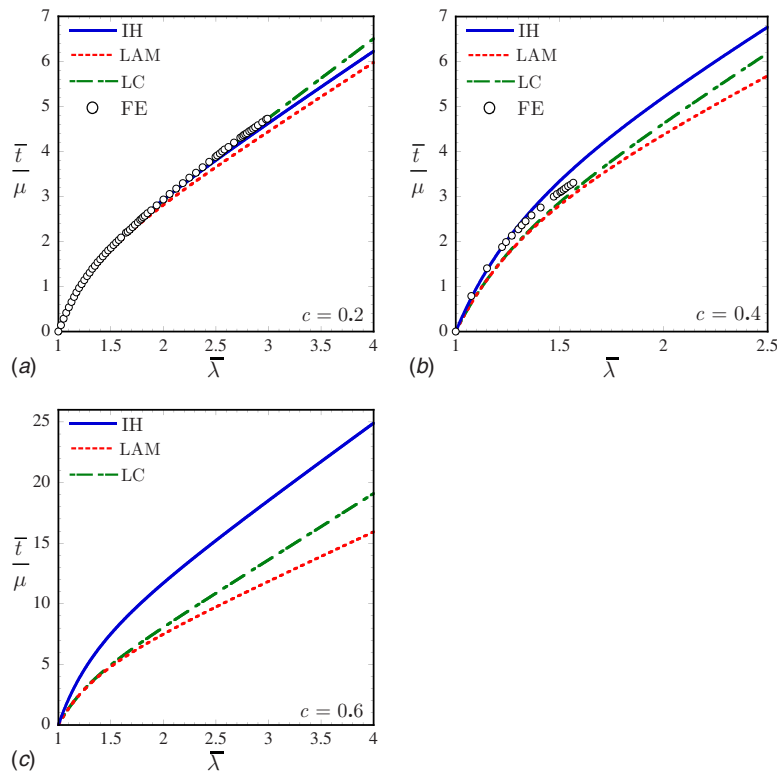 7
6
5
4
3
2
1
0
t̄/μ
IH
LAM
LC
FE
c = 0.2
1 1.5 2 2.5 3 3.5 4
(a) λ̄
7
6
5
4
3
2
1
0
t̄/μ
IH
LAM
LC
FE
c = 0.4
1 1.5 2 2.5
(b) λ̄
25
20
15
10
5
0
t̄/μ
IH
LAM
LC
c = 0.6
1 1.5 2 2.5 3 3.5 4
(c) λ̄